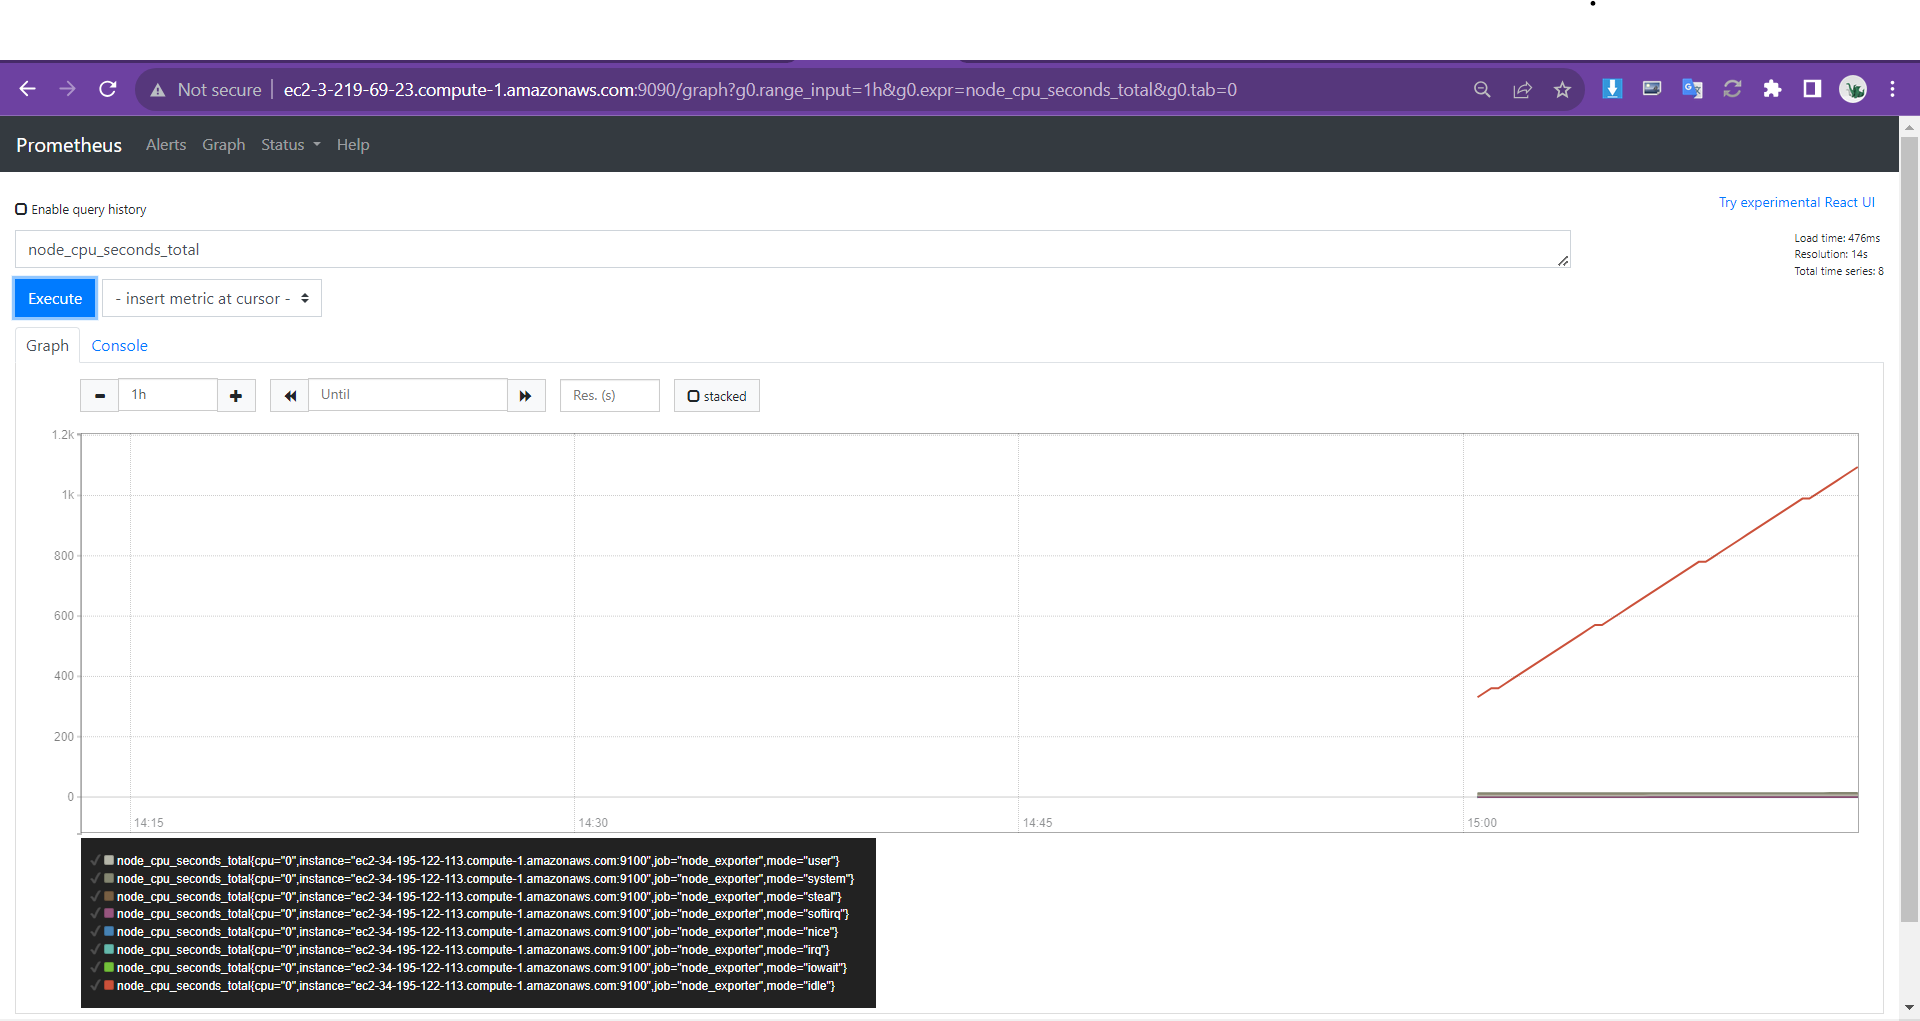 Not secure
ec2-3-219-69-23.compute-1.amazonaws.com:9090/graph?g0.range_input=1h&g0.expr=node_cpu_seconds_total&g0.tab=0
Prometheus Alerts Graph Status Help
Enable query history
Try experimental React UI
node_cpu_seconds_total
Load time: 476ms
Resolution: 14s
Total time series: 8
Execute
- insert metric at cursor -
Graph Console
1h
Until
Res. (s)
stacked
1.2k
1k
800
600
400
200
0
14:15 14:30 14:45 15:00
node_cpu_seconds_total{cpu="0",instance="ec2-34-195-122-113.compute-1.amazonaws.com:9100",job="node_exporter",mode="user"}
node_cpu_seconds_total{cpu="0",instance="ec2-34-195-122-113.compute-1.amazonaws.com:9100",job="node_exporter",mode="system"}
node_cpu_seconds_total{cpu="0",instance="ec2-34-195-122-113.compute-1.amazonaws.com:9100",job="node_exporter",mode="steal"}
node_cpu_seconds_total{cpu="0",instance="ec2-34-195-122-113.compute-1.amazonaws.com:9100",job="node_exporter",mode="softirq"}
node_cpu_seconds_total{cpu="0",instance="ec2-34-195-122-113.compute-1.amazonaws.com:9100",job="node_exporter",mode="nice"}
node_cpu_seconds_total{cpu="0",instance="ec2-34-195-122-113.compute-1.amazonaws.com:9100",job="node_exporter",mode="irq"}
node_cpu_seconds_total{cpu="0",instance="ec2-34-195-122-113.compute-1.amazonaws.com:9100",job="node_exporter",mode="iowait"}
node_cpu_seconds_total{cpu="0",instance="ec2-34-195-122-113.compute-1.amazonaws.com:9100",job="node_exporter",mode="idle"}